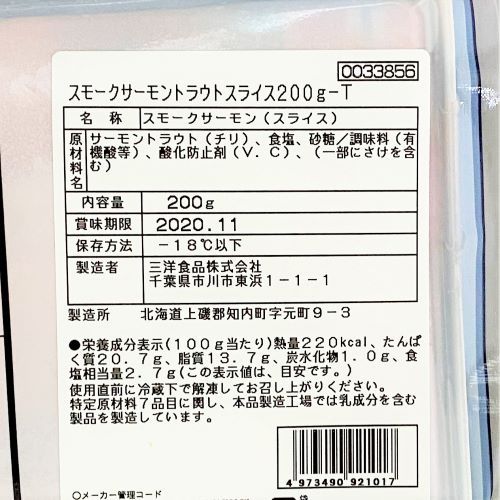 0033856
スモークサーモントラウトスライス200g−T
名 称 スモークサーモン(スライス)
原材料名 サーモントラウト(チリ)、食塩、砂糖/調味料(有
機酸等)、酸化防止剤(V.C)、(一部にさけを含
む)
内容量 200g
賞味期限 2020.11
保存方法 −18℃以下
製造者 三洋食品株式会社
千葉県市川市東浜1−1−1
製造所 北海道上磯郡知内町字元町9−3
●栄養成分表示(100g当たり)熱量220kcal、たんぱ
く質20.7g、脂質13.7g、炭水化物1.0g、食
塩相当量2.7g(この表示値は、目安です。)
使用直前に冷蔵下で解凍してお召し上がりください。
特定原材料7品目に関し、本品製造工場では乳成分を含む
製品を製造しています。
4 973490 921017
○メーカー管理コード